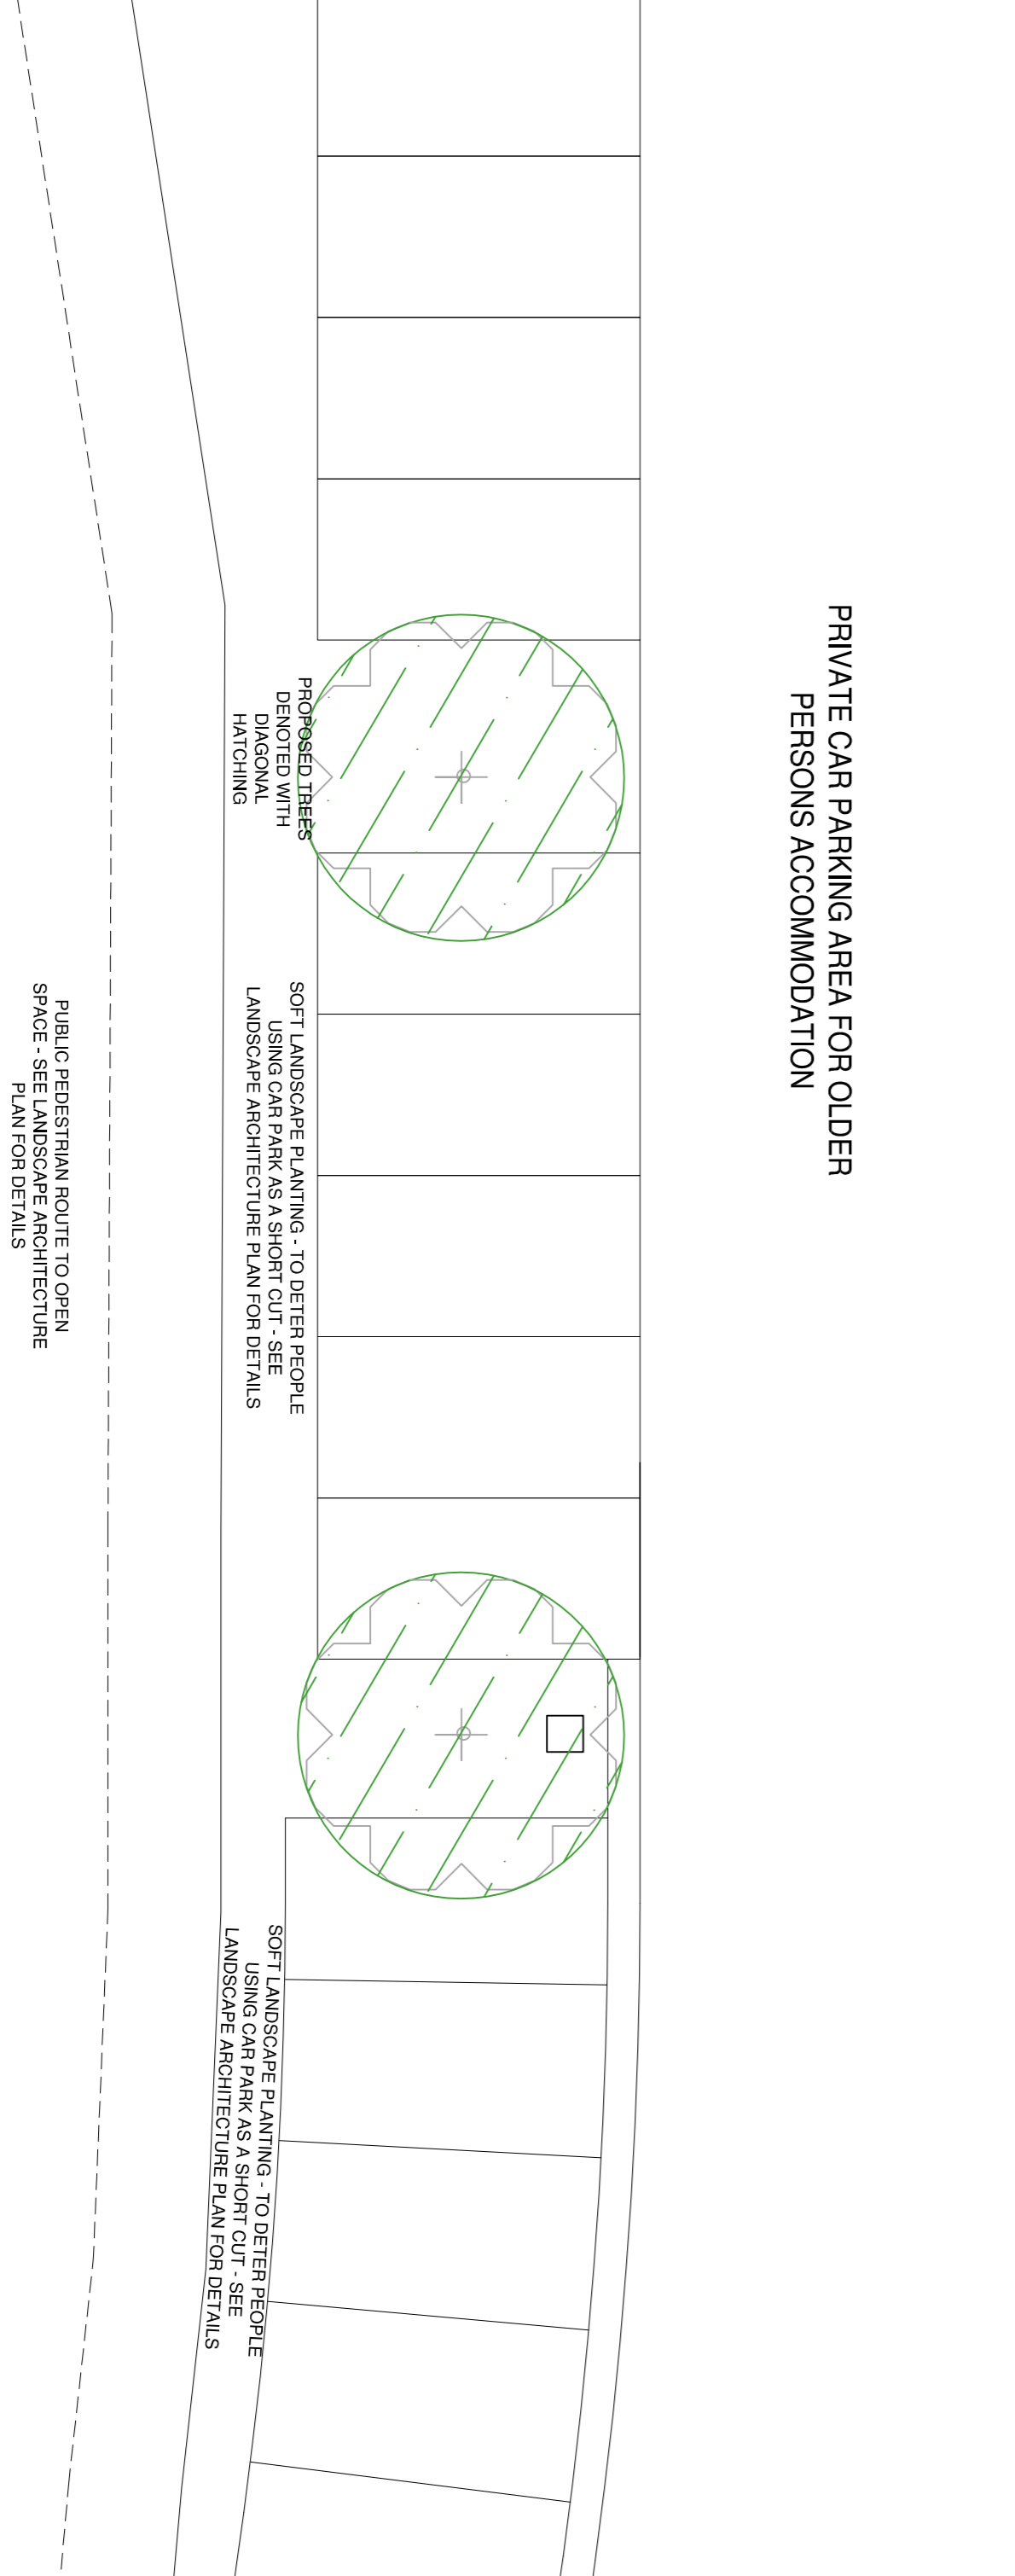 PRIVATE CAR PARKING AREA FOR OLDER
PERSONS ACCOMMODATION
PROPOSED TREES
DENOTED WITH
DIAGONAL
HATCHING
SOFT LANDSCAPE PLANTING - TO DETER PEOPLE
USING CAR PARK AS A SHORT CUT - SEE
LANDSCAPE ARCHITECTURE PLAN FOR DETAILS
PUBLIC PEDESTRIAN ROUTE TO OPEN
SPACE - SEE LANDSCAPE ARCHITECTURE
PLAN FOR DETAILS
SOFT LANDSCAPE PLANTING - TO DETER PEOPLE
USING CAR PARK AS A SHORT CUT - SEE
LANDSCAPE ARCHITECTURE PLAN FOR DETAILS